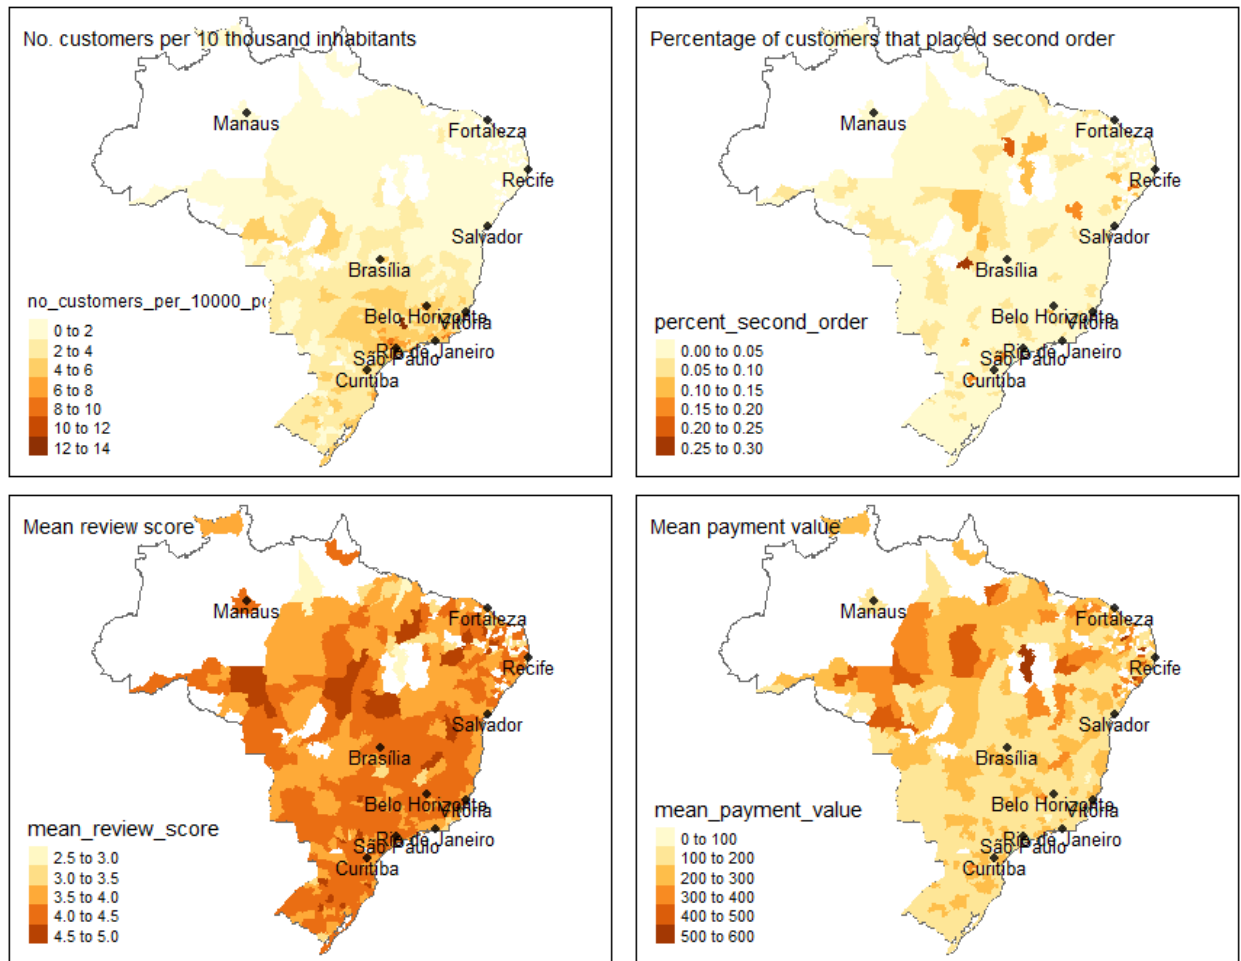 No. customers per 10 thousand inhabitants
Manaus
Fortaleza
Recife
Salvador
Brasília
no_customers_per_10000_po
Belo Horizonte
Vitória
0 to 2
2 to 4
4 to 6
6 to 8
8 to 10
10 to 12
12 to 14
Rio de Janeiro
São Paulo
Curitiba
Percentage of customers that placed second order
Manaus
Fortaleza
Recife
Salvador
Brasília
Belo Horizonte
Vitória
percent_second_order
0.00 to 0.05
0.05 to 0.10
0.10 to 0.15
0.15 to 0.20
0.20 to 0.25
0.25 to 0.30
Rio de Janeiro
São Paulo
Curitiba
Mean review score
Manaus
Fortaleza
Recife
Salvador
Brasília
Belo Horizonte
Vitória
mean_review_score
2.5 to 3.0
3.0 to 3.5
3.5 to 4.0
4.0 to 4.5
4.5 to 5.0
Rio de Janeiro
São Paulo
Curitiba
Mean payment value
Manaus
Fortaleza
Recife
Salvador
Brasília
Belo Horizonte
Vitória
mean_payment_value
0 to 100
100 to 200
200 to 300
300 to 400
400 to 500
500 to 600
Rio de Janeiro
São Paulo
Curitiba